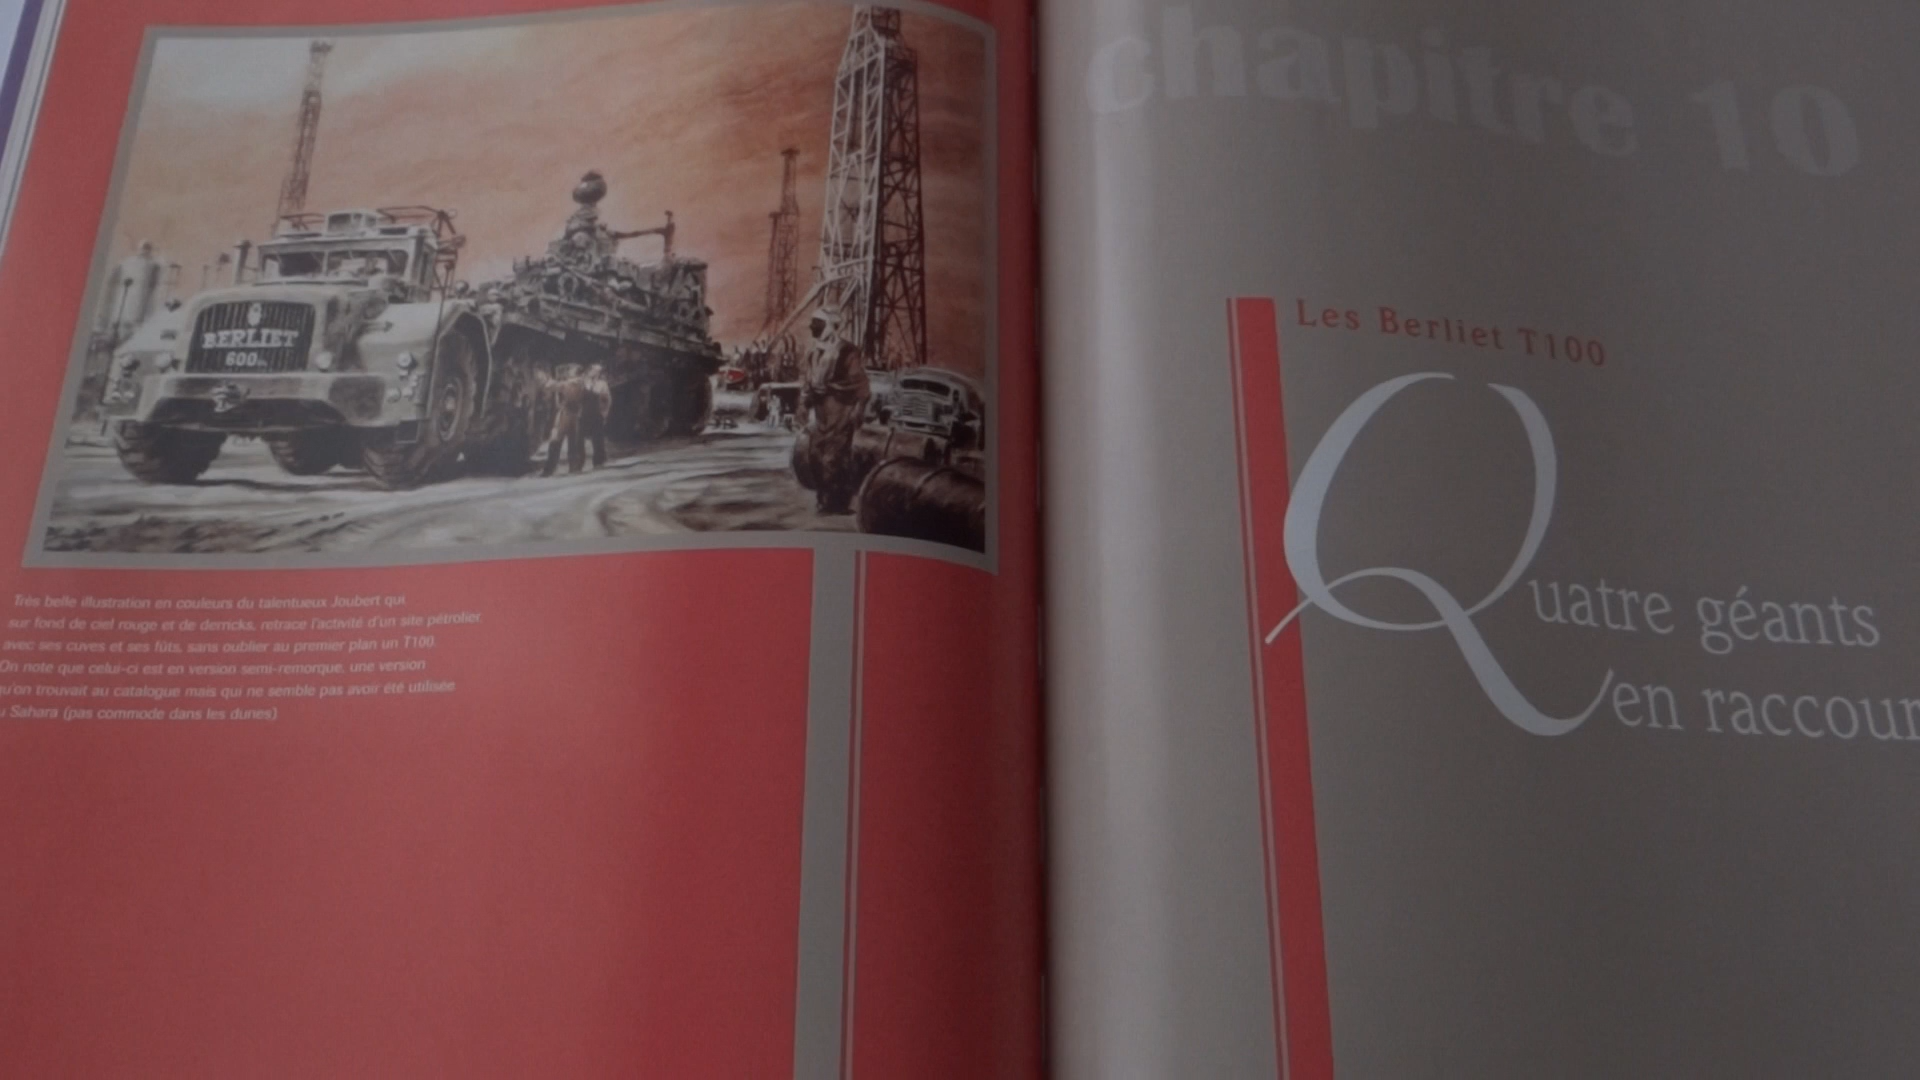 BERLIET
600
Très belle illustration en couleurs du talentueux Joubert qui,
sur fond de ciel rouge et de derricks, retrace l'activité d'un site pétrolier
avec ses cuves et ses fûts, sans oublier au premier plan un T100.
On note que celui-ci est en version semi-remorque, une version
qu'on trouvait au catalogue mais qui ne semble pas avoir été utilisée
Sahara (pas commode dans les dunes)
chapitre 10
Les Berliet T100
Quatre géants
en raccour